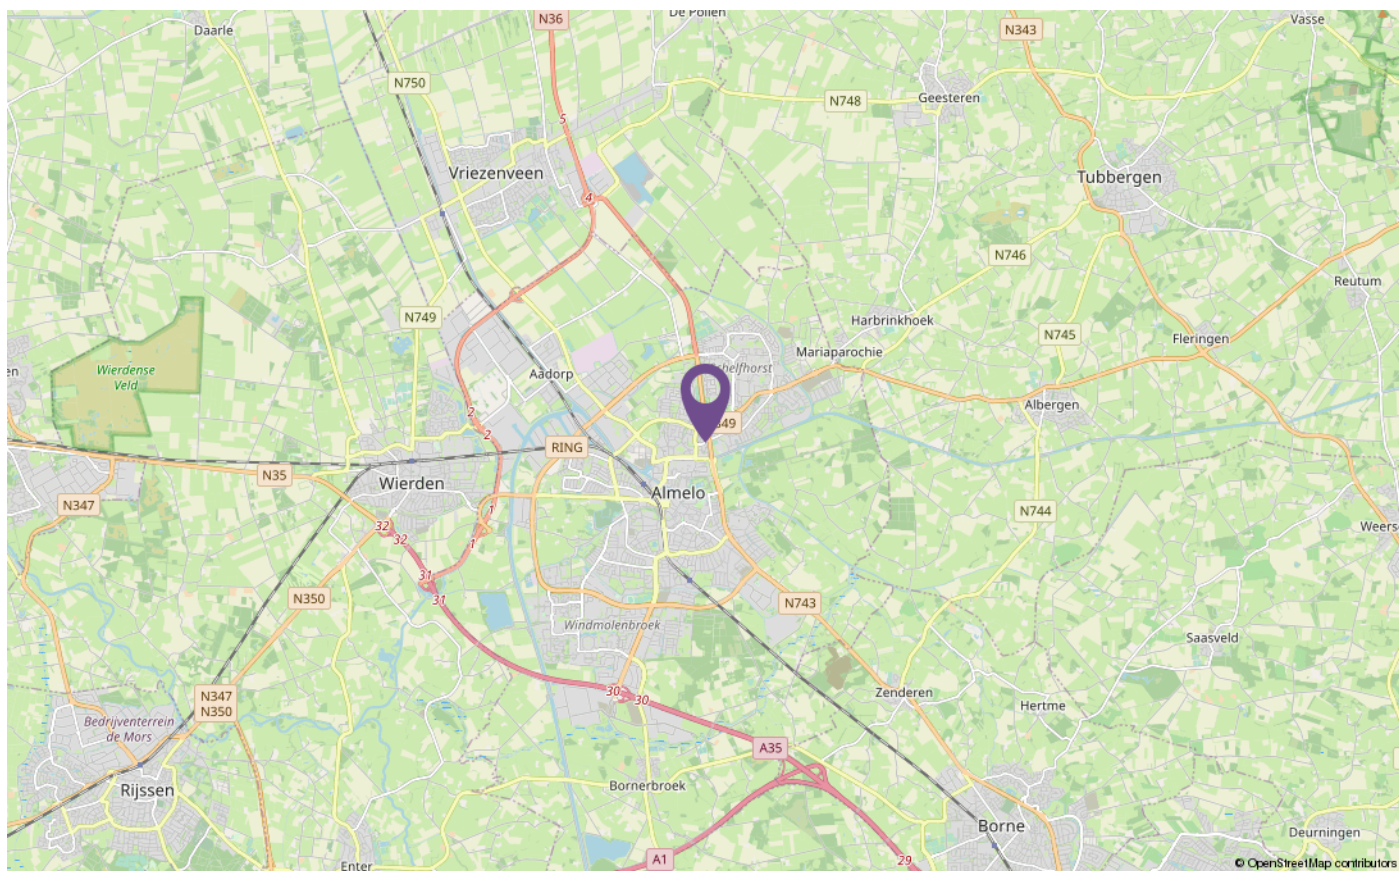 N36
De Pollen
Vasse
Daarle
N343
N750
N748
Geesteren
5
Vriezenveen
Tubbergen
4
N746
Reutum
N749
Harbrinkhoek
N745
Fleringen
Mariaparochie
Wierdense
Veld
Aadorp
Albergen
2
2
RING
N35
Wierden
Almelo
N347
1
N744
32
32
1
31
31
N350
N743
Windmolenbroek
Saasveld
30
30
Zenderen
N347
N350
Hertme
Bedrijventerrein
de Mors
A35
Bornerbroek
Rijssen
Borne
Deurningen
A1
29
Enter
© OpenStreetMap contributors